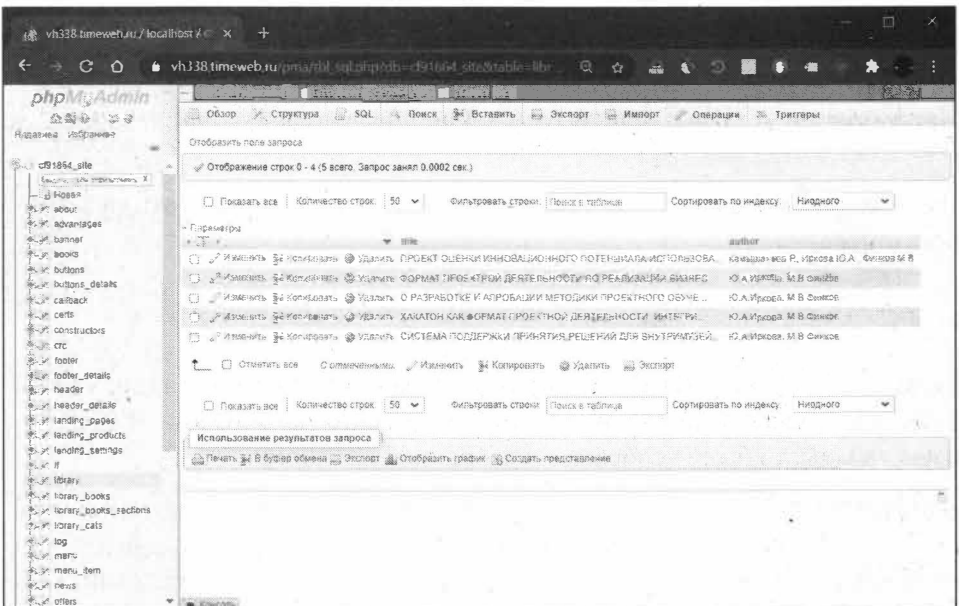 vh338.timeweb.ru / localhost /
vh338.timeweb.ru/pma/tbl_sql.php?db=cf91864_site&table=libr...
phpMyAdmin
Обзор Структура SQL Поиск Вставить Экспорт Импорт Операции Триггеры
Недавнее Избранное
Отобразить поле запроса
cf91864_site
Отображение строк 0 - 4 (5 всего, Запрос занял 0.0002 сек.)
Новая
about
advantages
banner
books
buttons
buttons_details
callback
certs
constructors
crc
footer
footer_details
header
header_details
landing_pages
landing_products
landing_settings
lf
library
library_books
library_books_sections
library_cats
log
menu
menu_item
news
offers
Показать все Количество строк: 50 Фильтровать строки: Поиск в таблице Сортировать по индексу: Ниодного
Параметры
title author
Изменить Копировать Удалить ПРОЕКТ ОЦЕНКИ ИННОВАЦИОННОГО ПОТЕНЦИАЛА ИСПОЛЬЗОВА... Р., Иркова Ю.А., Финков М.В.
Изменить Копировать Удалить ФОРМАТ ПРОЕКТНОЙ ДЕЯТЕЛЬНОСТИ ПО РЕАЛИЗАЦИИ БИЗНЕС... Ю.А.Иркова, М.В.Финков
Изменить Копировать Удалить О РАЗРАБОТКЕ И АПРОБАЦИИ МЕТОДИКИ ПРОЕКТНОГО ОБУЧЕ... Ю.А.Иркова, М.В.Финков
Изменить Копировать Удалить ХАКАТОН КАК ФОРМАТ ПРОЕКТНОЙ ДЕЯТЕЛЬНОСТИ: ИНТЕГРИ... Ю.А.Иркова, М.В.Финков
Изменить Копировать Удалить СИСТЕМА ПОДДЕРЖКИ ПРИНЯТИЯ РЕШЕНИЙ ДЛЯ ВНУТРИМУЗЕЙ... Ю.А.Иркова, М.В.Финков
Отметить все С отмеченными: Изменить Копировать Удалить Экспорт
Показать все Количество строк: 50 Фильтровать строки: Поиск в таблице Сортировать по индексу: Ниодного
Использование результатов запроса
Печать В буфер обмена Экспорт Отобразить график Создать представление
Консоль